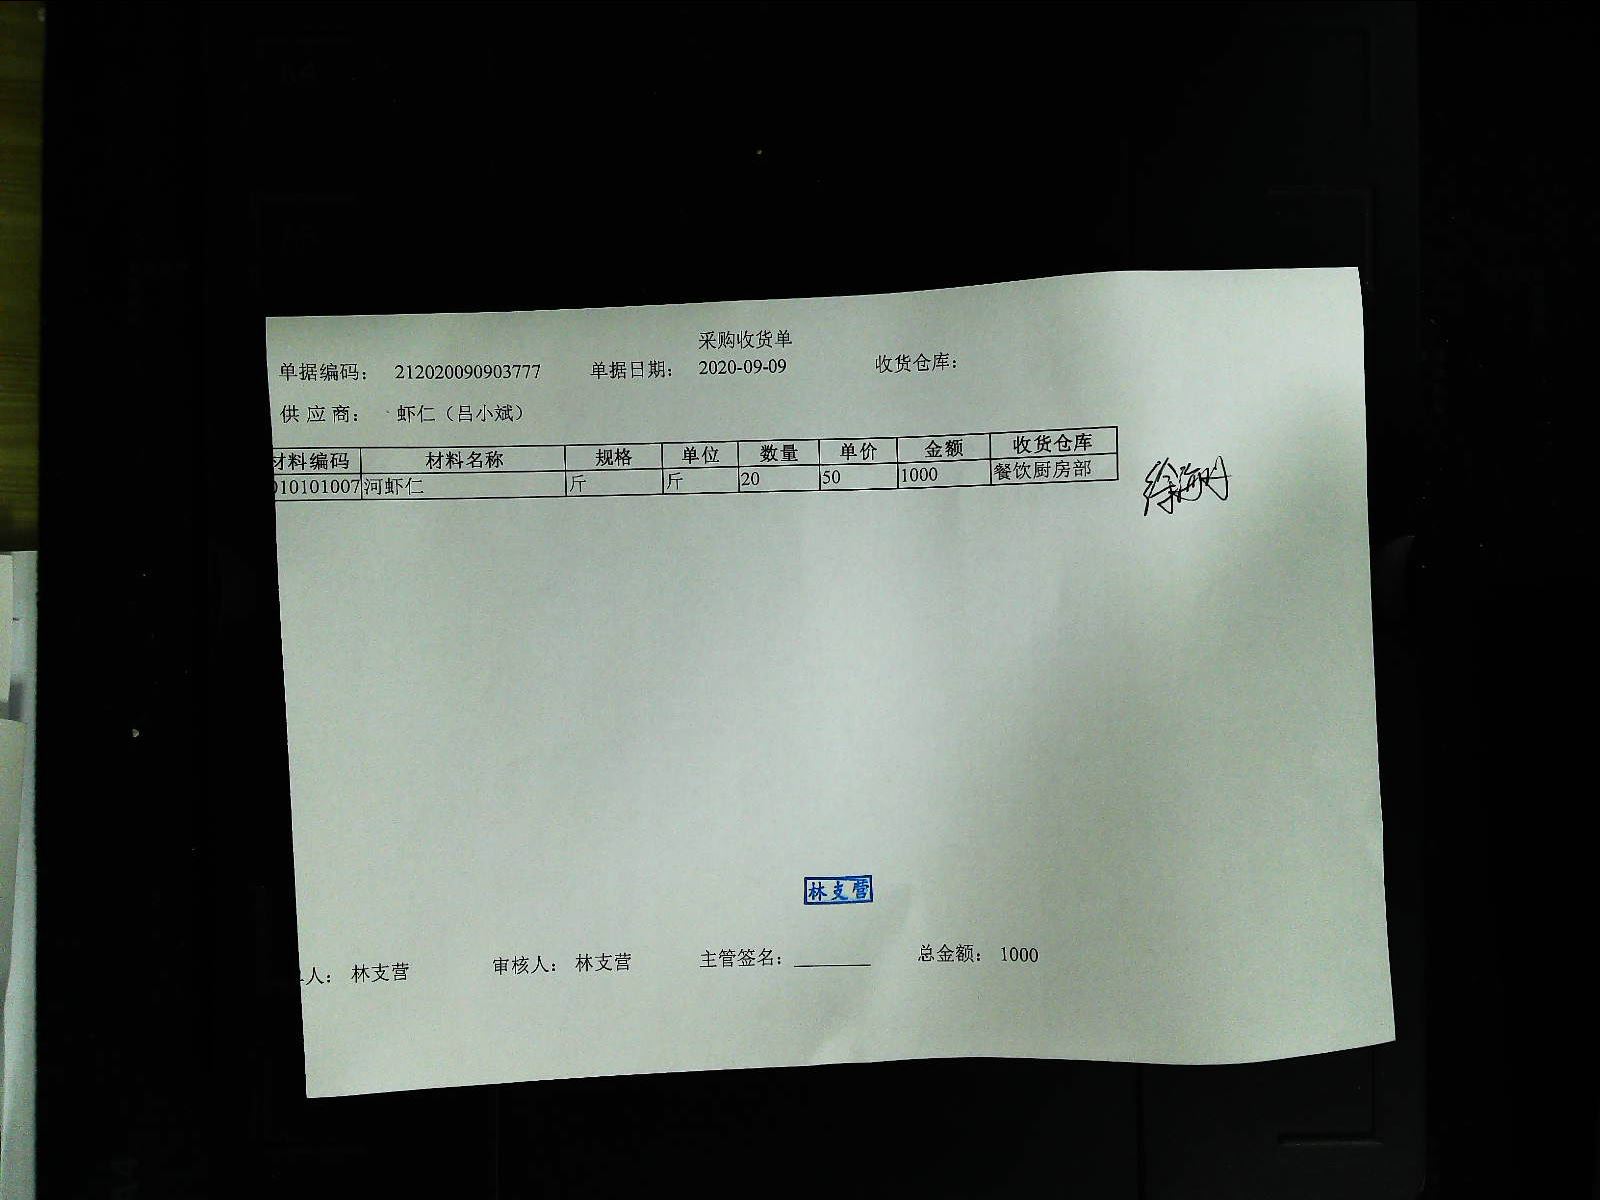 采购收货单
单据编码： 212020090903777 单据日期： 2020-09-09 收货仓库：
供 应 商： 虾仁（吕小斌）
材料编码 材料名称 规格 单位 数量 单价 金额 收货仓库
010101007 河虾仁 斤 斤 20 50 1000 餐饮厨房部
林支营
人： 林支营 审核人： 林支营 主管签名： 总金额： 1000